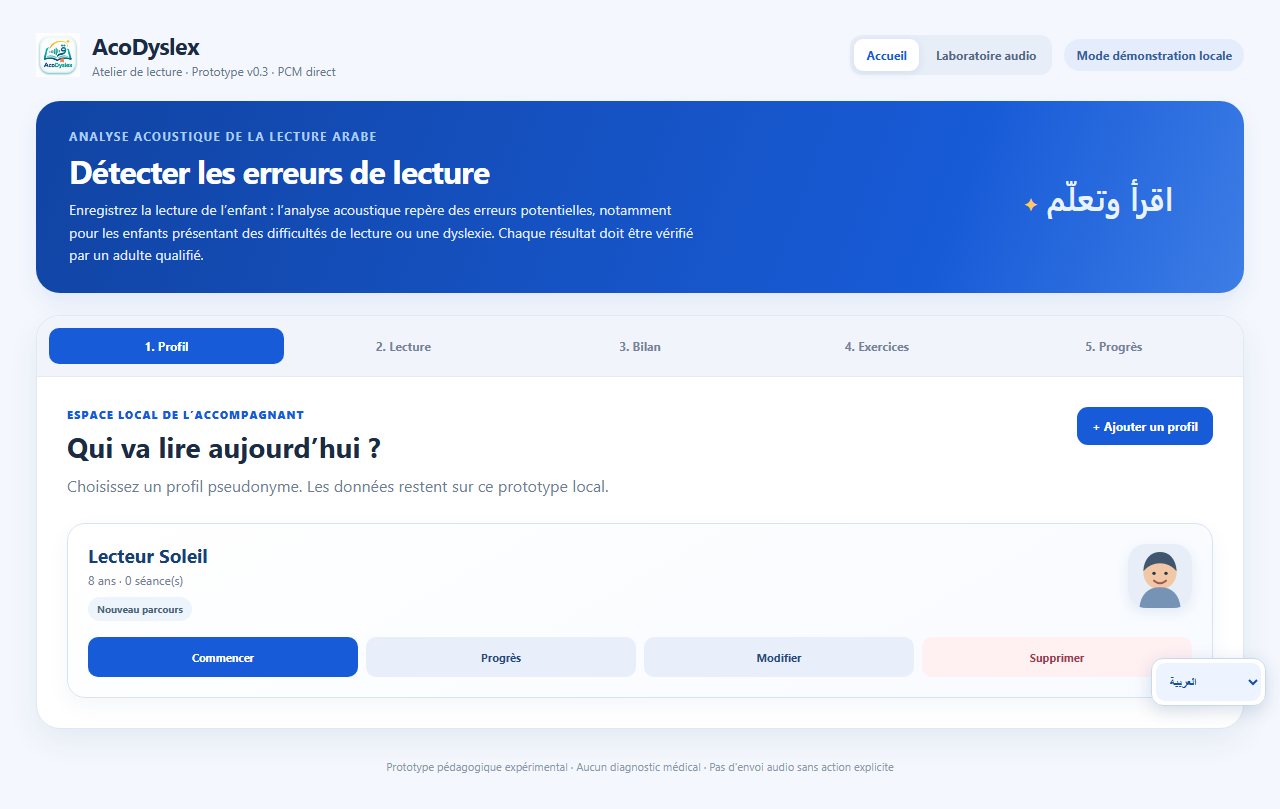 AcoDyslex
AcoDyslex
Atelier de lecture · Prototype v0.3 · PCM direct
Accueil
Laboratoire audio
Mode démonstration locale
ANALYSE ACOUSTIQUE DE LA LECTURE ARABE
Détecter les erreurs de lecture
Enregistrez la lecture de l’enfant : l’analyse acoustique repère des erreurs potentielles, notamment
pour les enfants présentant des difficultés de lecture ou une dyslexie. Chaque résultat doit être vérifié
par un adulte qualifié.
اقرأ وتعلّم ✦
1. Profil
2. Lecture
3. Bilan
4. Exercices
5. Progrès
ESPACE LOCAL DE L’ACCOMPAGNANT
Qui va lire aujourd’hui ?
Choisissez un profil pseudonyme. Les données restent sur ce prototype local.
+ Ajouter un profil
Lecteur Soleil
8 ans · 0 séance(s)
Nouveau parcours
Commencer
Progrès
Modifier
Supprimer
العربية
Prototype pédagogique expérimental · Aucun diagnostic médical · Pas d’envoi audio sans action explicite